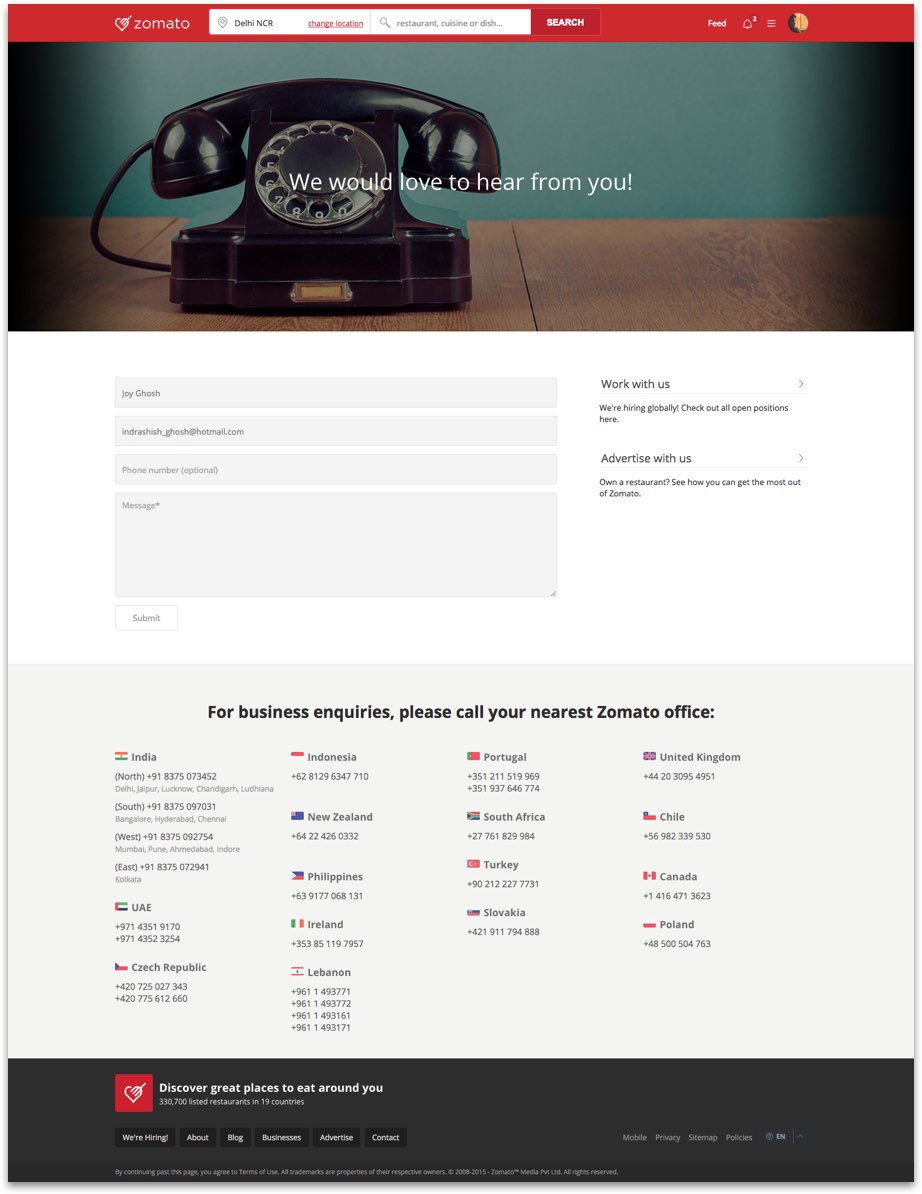 zomato
Delhi NCR
change location
restaurant, cuisine or dish...
SEARCH
Feed
2
We would love to hear from you!
Joy Ghosh
indrashish_ghosh@hotmail.com
Phone number (optional)
Message*
Submit
Work with us
We're hiring globally! Check out all open positions
here.
Advertise with us
Own a restaurant? See how you can get the most out
of Zomato.
For business enquiries, please call your nearest Zomato office:
India
(North) +91 8375 073452
Delhi, Jaipur, Lucknow, Chandigarh, Ludhiana
(South) +91 8375 097031
Bangalore, Hyderabad, Chennai
(West) +91 8375 092754
Mumbai, Pune, Ahmedabad, Indore
(East) +91 8375 072941
Kolkata
UAE
+971 4351 9170
+971 4352 3254
Czech Republic
+420 725 027 343
+420 775 612 660
Indonesia
+62 8129 6347 710
New Zealand
+64 22 426 0332
Philippines
+63 9177 068 131
Ireland
+353 85 119 7957
Lebanon
+961 1 493771
+961 1 493772
+961 1 493161
+961 1 493171
Portugal
+351 211 519 969
+351 937 646 774
South Africa
+27 761 829 984
Turkey
+90 212 227 7731
Slovakia
+421 911 794 888
United Kingdom
+44 20 3095 4951
Chile
+56 982 339 530
Canada
+1 416 471 3623
Poland
+48 500 504 763
Discover great places to eat around you
330,700 listed restaurants in 19 countries
We're Hiring!
About
Blog
Businesses
Advertise
Contact
Mobile
Privacy
Sitemap
Policies
EN
By continuing past this page, you agree to Terms of Use. All trademarks are properties of their respective owners. © 2008-2015 - Zomato™ Media Pvt Ltd. All rights reserved.